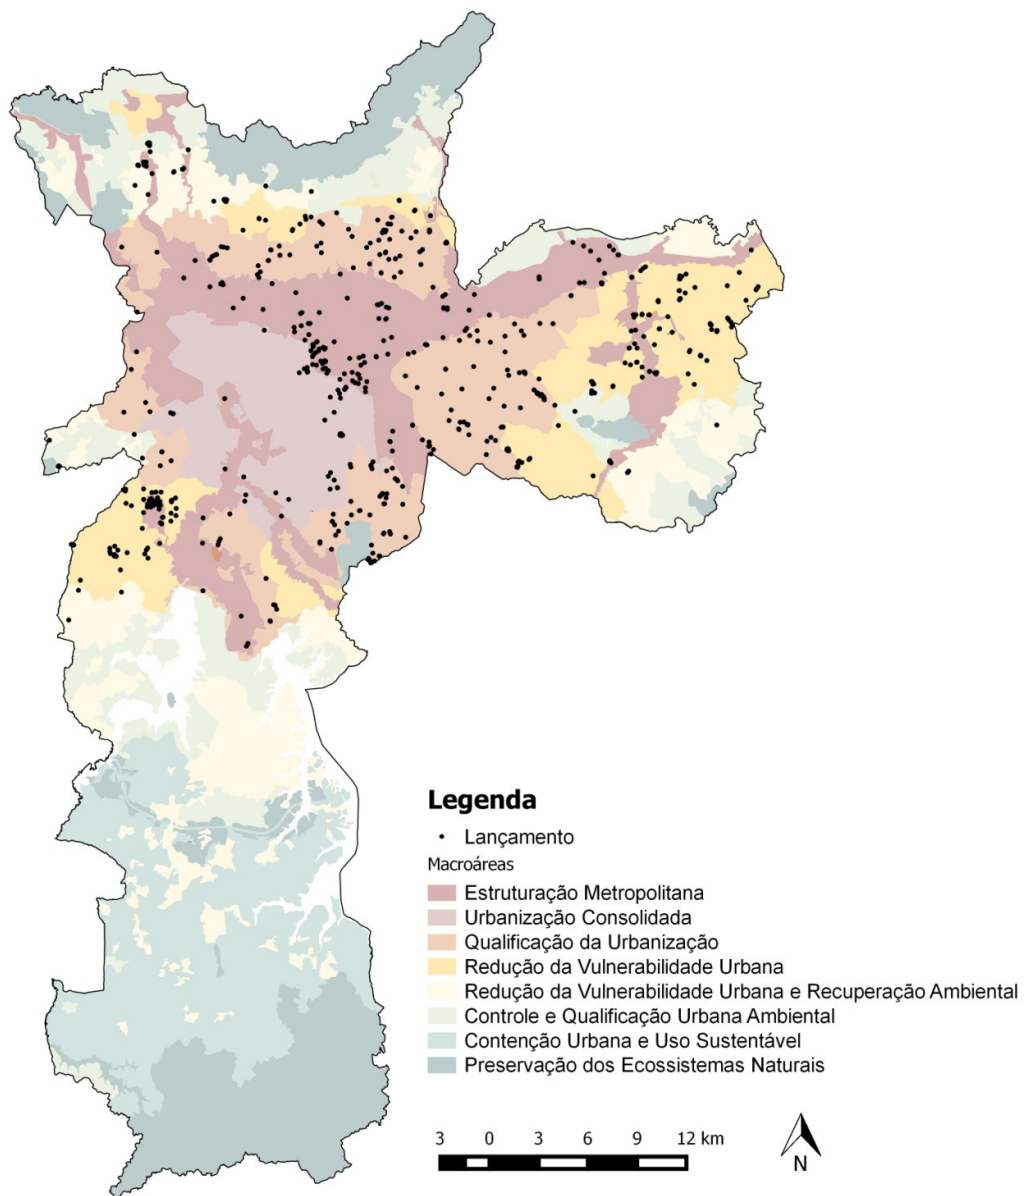 Legenda
Lançamento
Macroáreas
Estruturação Metropolitana
Urbanização Consolidada
Qualificação da Urbanização
Redução da Vulnerabilidade Urbana
Redução da Vulnerabilidade Urbana e Recuperação Ambiental
Controle e Qualificação Urbana Ambiental
Contenção Urbana e Uso Sustentável
Preservação dos Ecossistemas Naturais
3 0 3 6 9 12 km
N